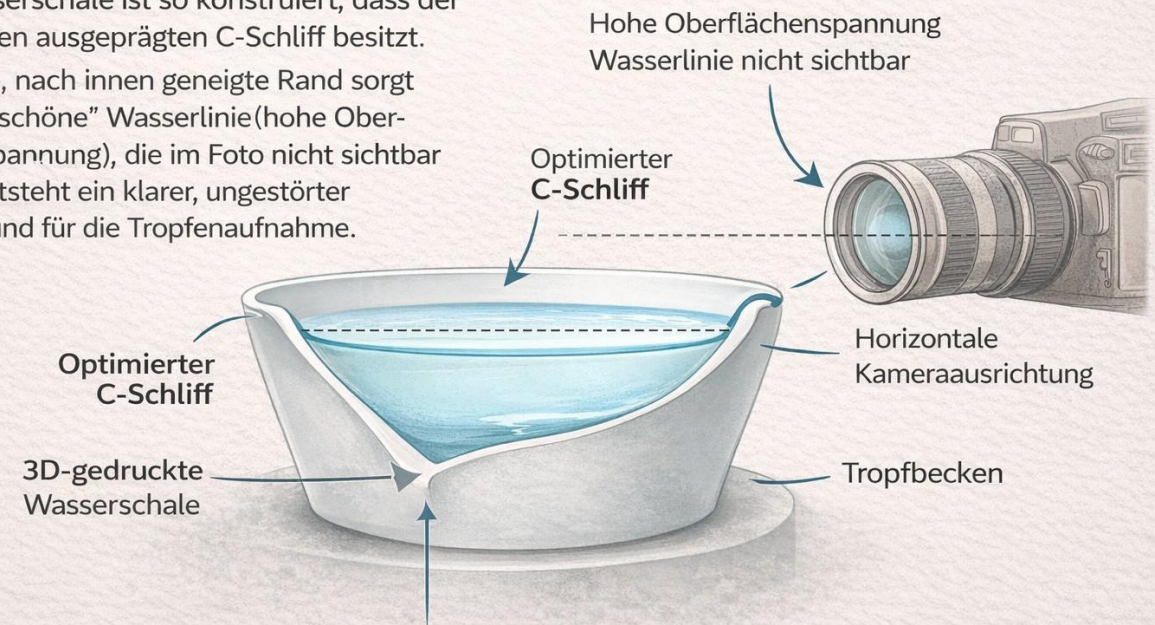 serschale ist so konstruiert, dass der
en ausgeprägten C-Schliff besitzt.
, nach innen geneigte Rand sorgt
schöne” Wasserlinie(hohe Ober-
pannung), die im Foto nicht sichtbar
tsteht ein klarer, ungestörter
und für die Tropfenaufnahme.
Hohe Oberflächenspannung
Wasserlinie nicht sichtbar
Optimierter
C-Schliff
Optimierter
C-Schliff
Horizontale
Kameraausrichtung
3D-gedruckte
Wasserschale
Tropfbecken